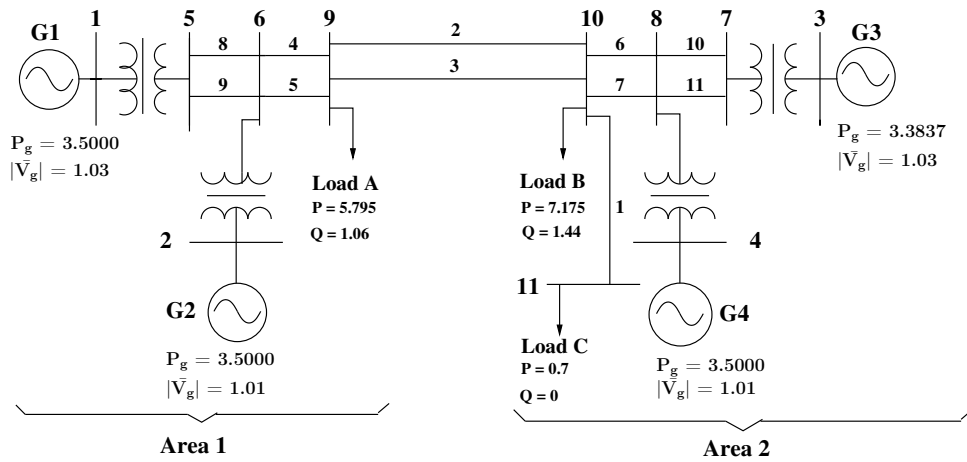 1
5
6
9
10
8
7
3
G1
G3
8
4
2
6
10
9
5
3
7
11
P_g = 3.5000
|V̄_g| = 1.03
P_g = 3.3837
|V̄_g| = 1.03
Load A
P = 5.795
Q = 1.06
Load B
P = 7.175
Q = 1.44
1
2
4
11
G2
G4
P_g = 3.5000
|V̄_g| = 1.01
Load C
P = 0.7
Q = 0
P_g = 3.5000
|V̄_g| = 1.01
Area 1
Area 2